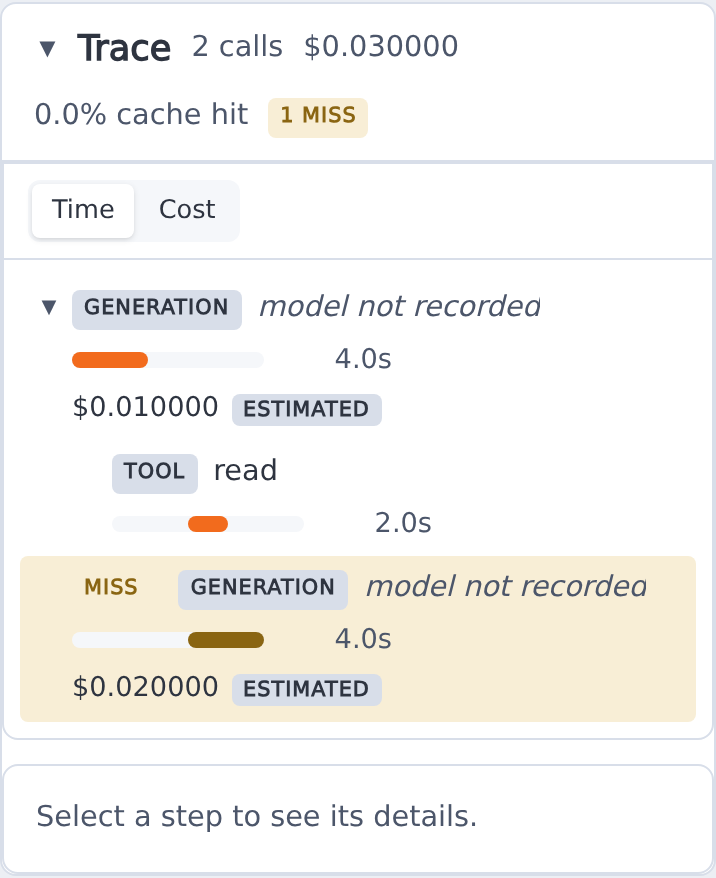 ▼ Trace 2 calls $0.030000
0.0% cache hit 1 MISS
Time Cost
▼ GENERATION model not recorded
4.0s
$0.010000 ESTIMATED
TOOL read
2.0s
MISS GENERATION model not recorded
4.0s
$0.020000 ESTIMATED
Select a step to see its details.